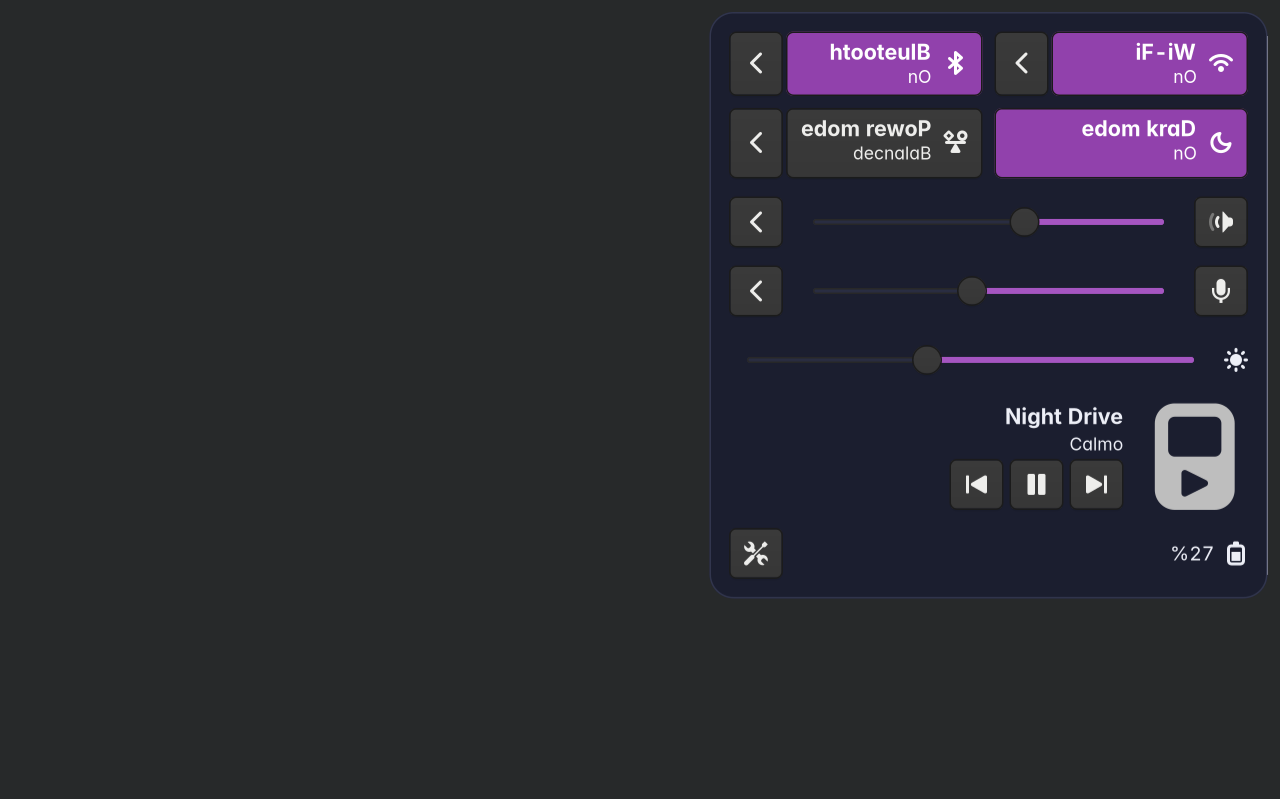 iF-iW
nO
htooteulB
nO
edom kraD
nO
edom rewoP
decnalaB
Night Drive
Calmo
%27